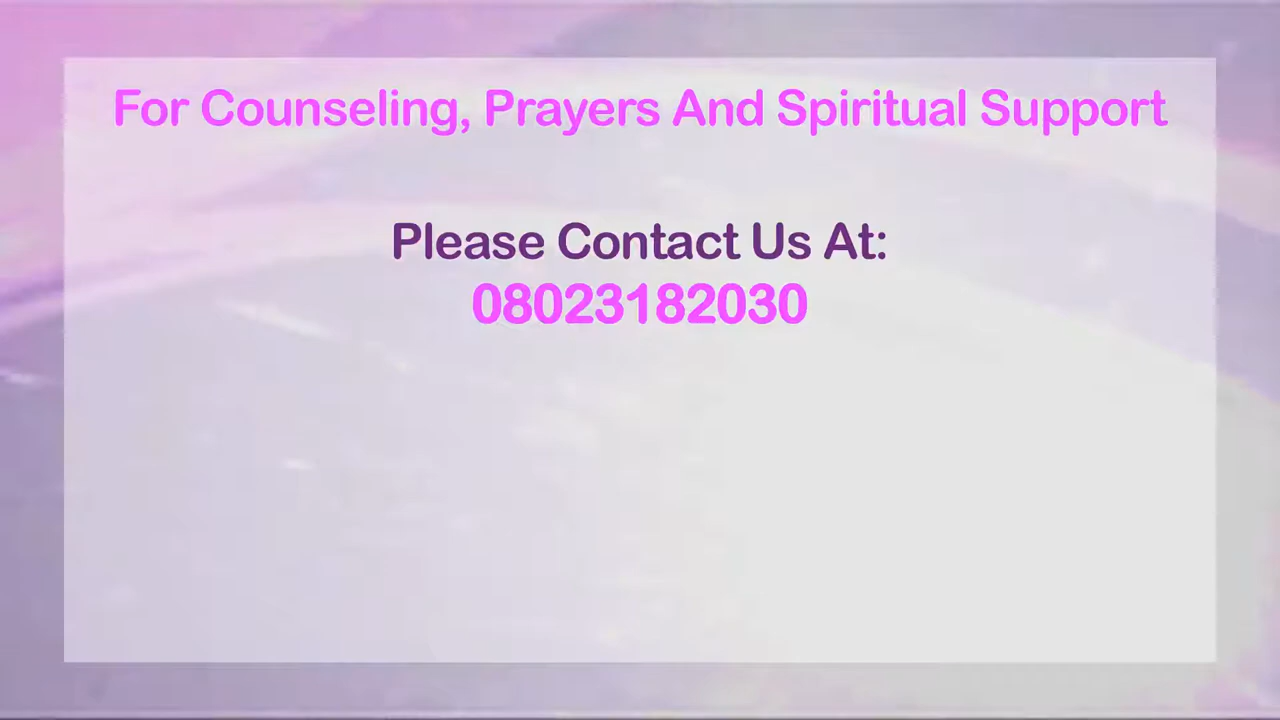 For Counseling, Prayers And Spiritual Support
Please Contact Us At:
08023182030